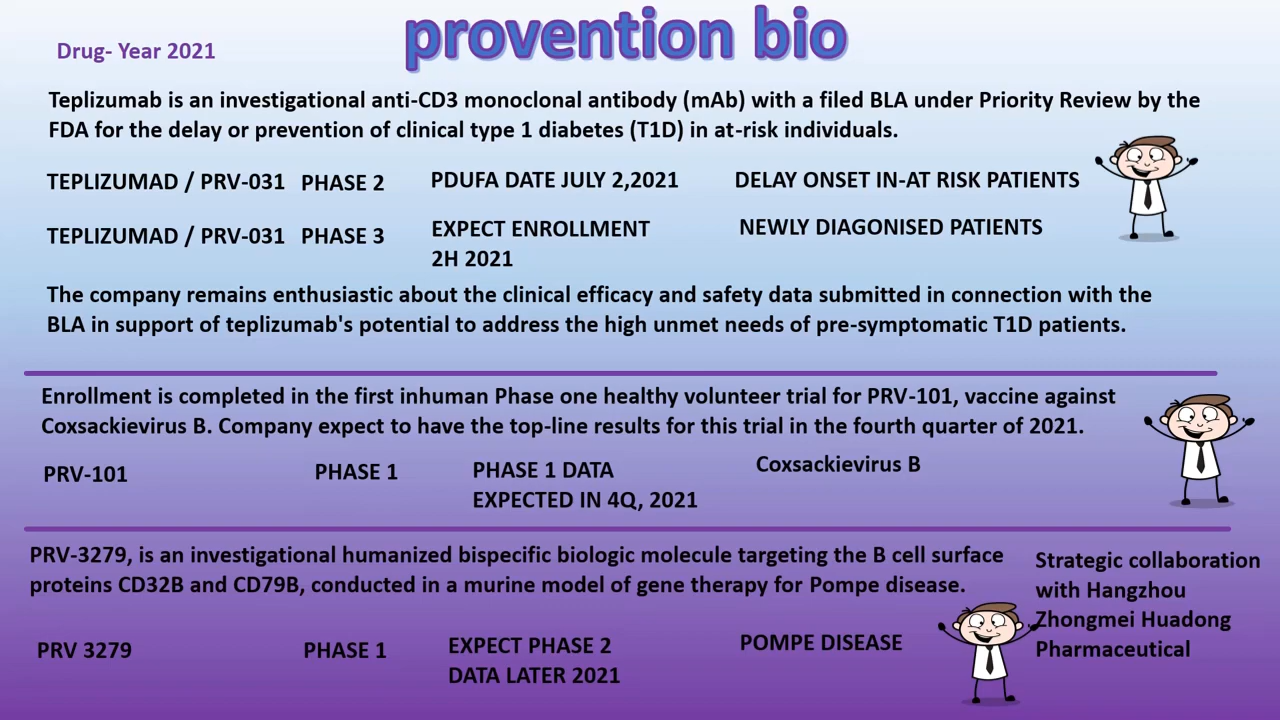 provention bio
Drug- Year 2021
Teplizumab is an investigational anti-CD3 monoclonal antibody (mAb) with a filed BLA under Priority Review by the
FDA for the delay or prevention of clinical type 1 diabetes (T1D) in at-risk individuals.
TEPLIZUMAD / PRV-031 PHASE 2 PDUFA DATE JULY 2,2021 DELAY ONSET IN-AT RISK PATIENTS
TEPLIZUMAD / PRV-031 PHASE 3 EXPECT ENROLLMENT NEWLY DIAGONISED PATIENTS
2H 2021
The company remains enthusiastic about the clinical efficacy and safety data submitted in connection with the
BLA in support of teplizumab's potential to address the high unmet needs of pre-symptomatic T1D patients.
Enrollment is completed in the first inhuman Phase one healthy volunteer trial for PRV-101, vaccine against
Coxsackievirus B. Company expect to have the top-line results for this trial in the fourth quarter of 2021.
PRV-101 PHASE 1 PHASE 1 DATA Coxsackievirus B
EXPECTED IN 4Q, 2021
PRV-3279, is an investigational humanized bispecific biologic molecule targeting the B cell surface
proteins CD32B and CD79B, conducted in a murine model of gene therapy for Pompe disease.
Strategic collaboration
with Hangzhou
Zhongmei Huadong
Pharmaceutical
PRV 3279 PHASE 1 EXPECT PHASE 2 POMPE DISEASE
DATA LATER 2021